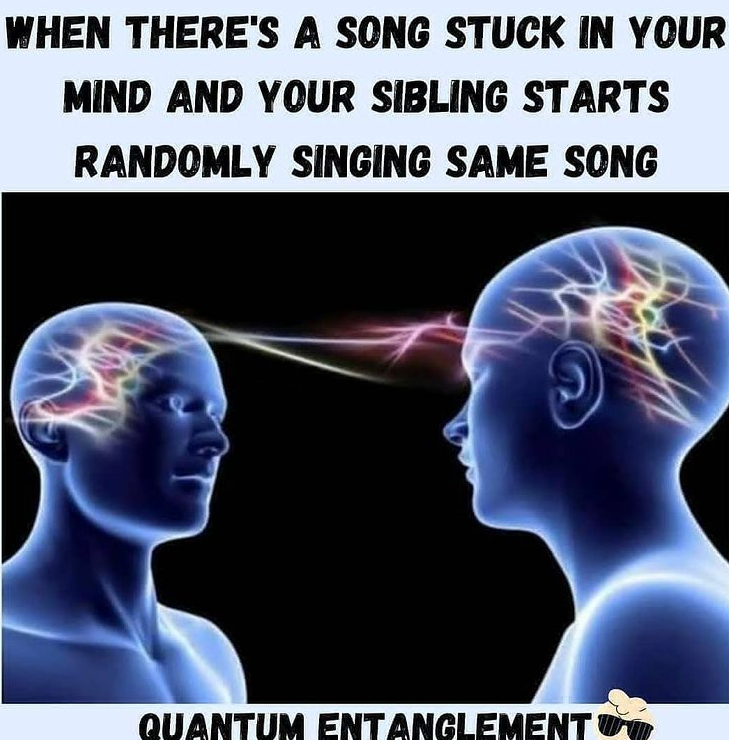 WHEN THERE'S A SONG STUCK IN YOUR
MIND AND YOUR SIBLING STARTS
RANDOMLY SINGING SAME SONG
QUANTUM ENTANGLEMENT